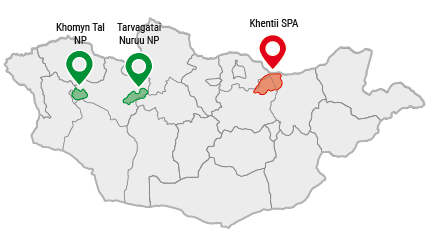 Khomyn Tal
NP
Tarvagatai
Nuruu NP
Khentii SPA